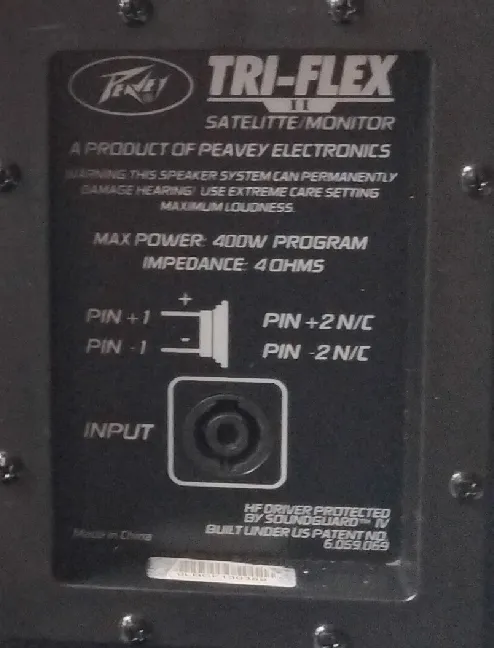 PEAVEY ®
TRI-FLEX
II
SATELITTE/MONITOR
A PRODUCT OF PEAVEY ELECTRONICS
WARNING: THIS SPEAKER SYSTEM CAN PERMANENTLY
DAMAGE HEARING! USE EXTREME CARE SETTING
MAXIMUM LOUDNESS.
MAX POWER: 400W PROGRAM
IMPEDANCE: 4 OHMS
+
PIN +1
PIN +2 N/C
-
PIN -1
PIN -2 N/C
INPUT
HF DRIVER PROTECTED
BY SOUNDGUARD™ IV
BUILT UNDER US PATENT NO.
6,059,069
Made in China